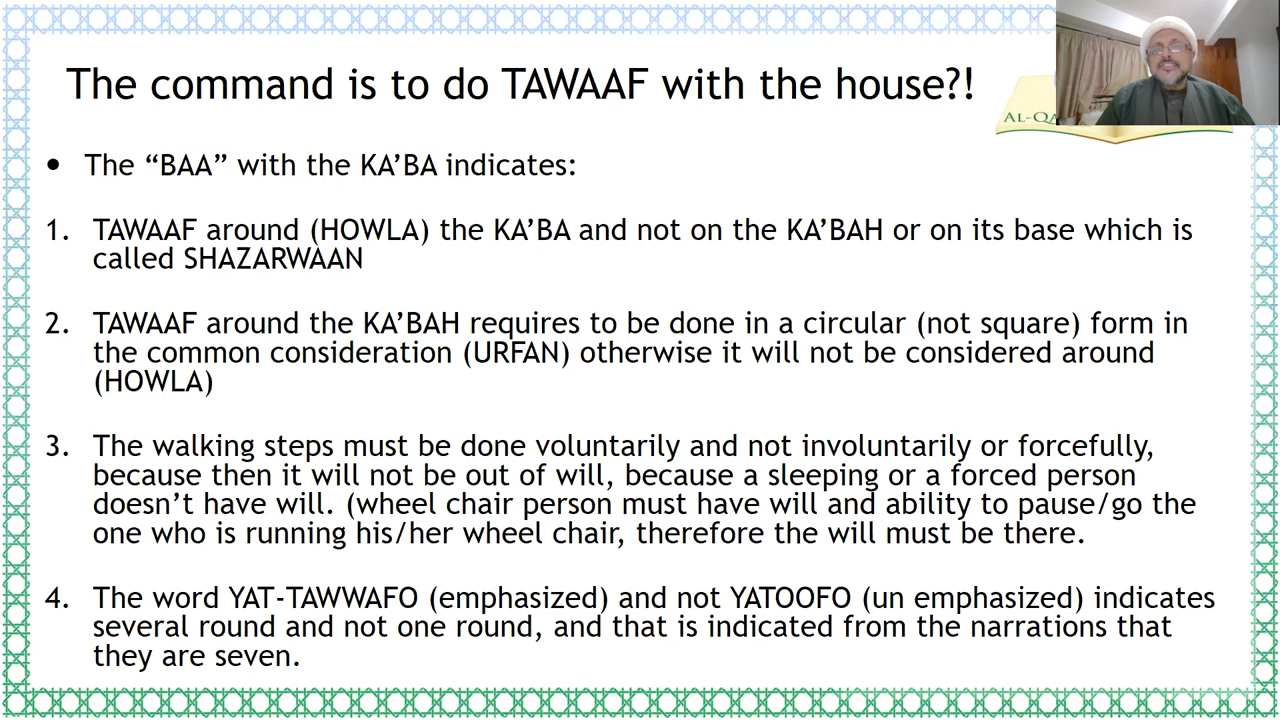 The command is to do TAWAAF with the house?!
AL-QA
• The “BAA” with the KA’BA indicates:
1. TAWAAF around (HOWLA) the KA’BA and not on the KA’BAH or on its base which is
called SHAZARWAAN
2. TAWAAF around the KA’BAH requires to be done in a circular (not square) form in
the common consideration (URFAN) otherwise it will not be considered around
(HOWLA)
3. The walking steps must be done voluntarily and not involuntarily or forcefully,
because then it will not be out of will, because a sleeping or a forced person
doesn’t have will. (wheel chair person must have will and ability to pause/go the
one who is running his/her wheel chair, therefore the will must be there.
4. The word YAT-TAWWAFO (emphasized) and not YATOOFO (un emphasized) indicates
several round and not one round, and that is indicated from the narrations that
they are seven.